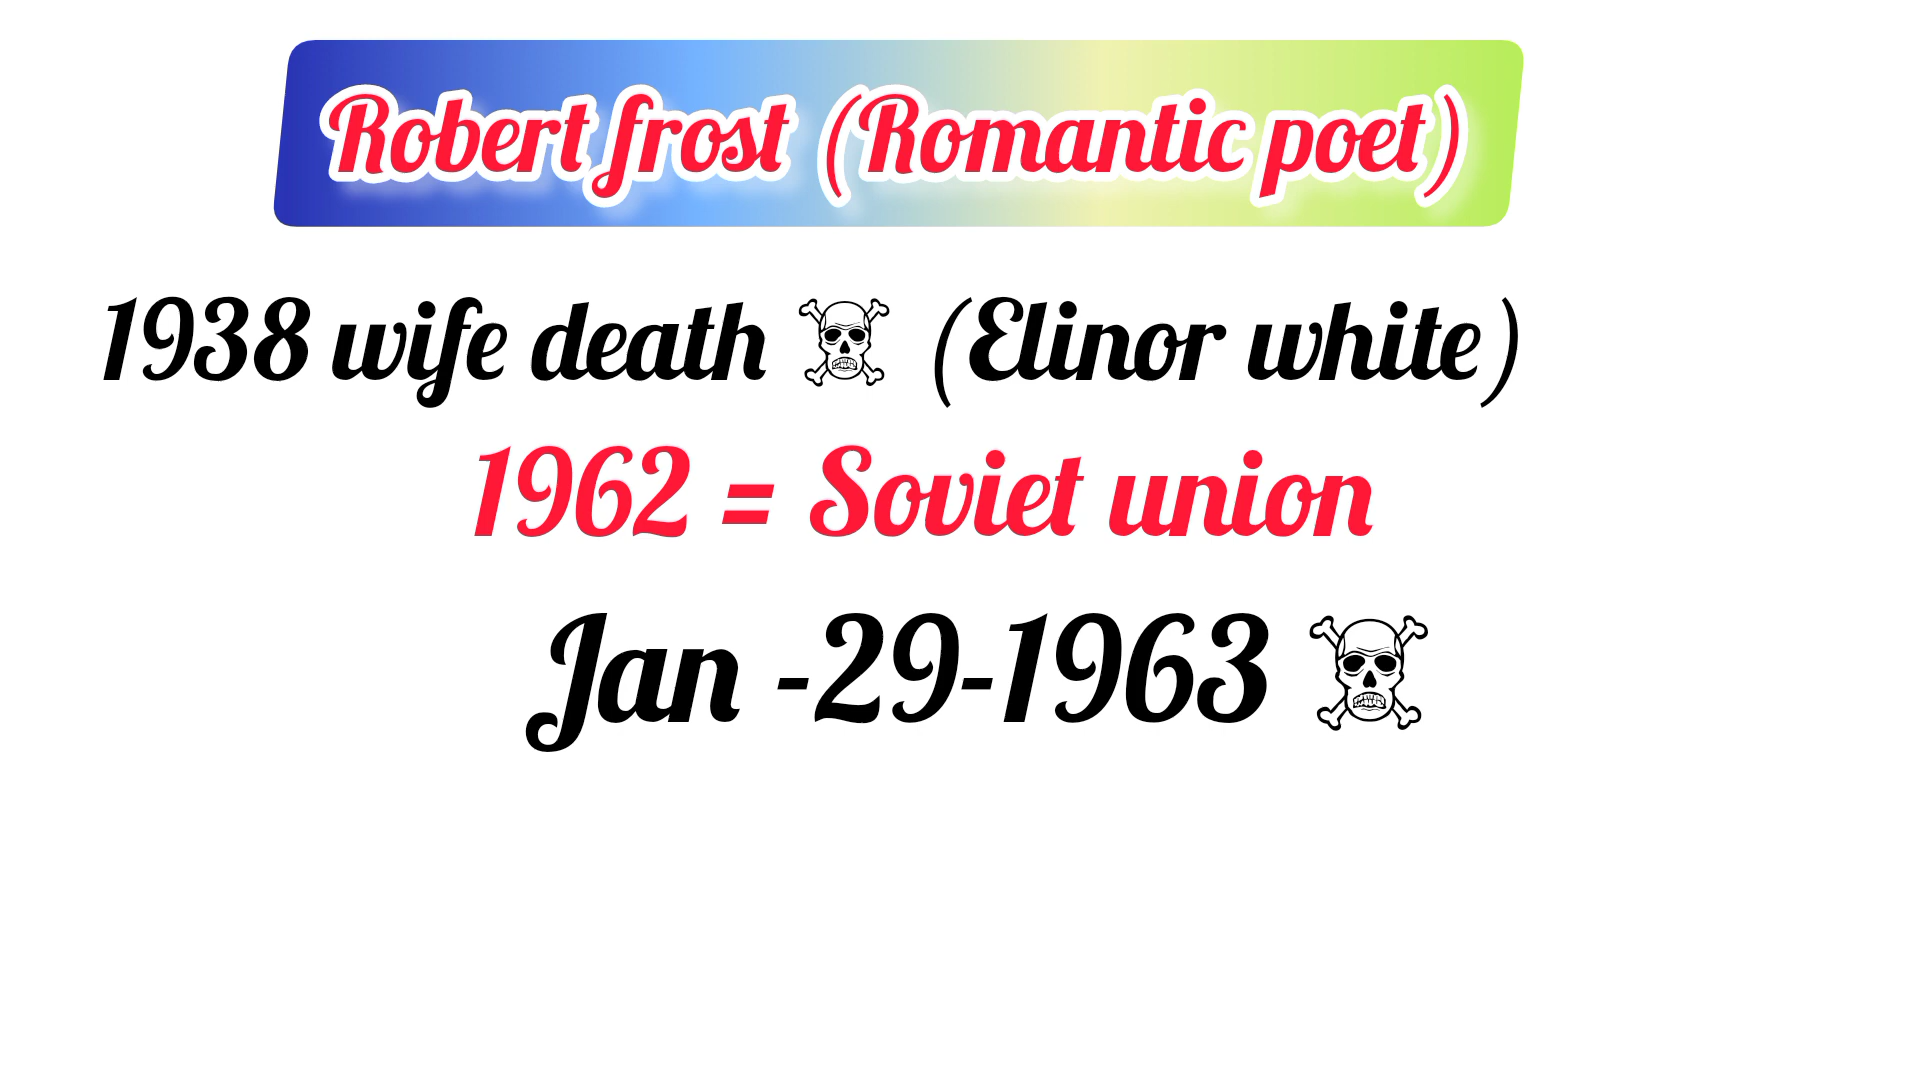 Robert frost (Romantic poet)
1938 wife death ☠ (Elinor white)
1962 = Soviet union
Jan -29-1963 ☠